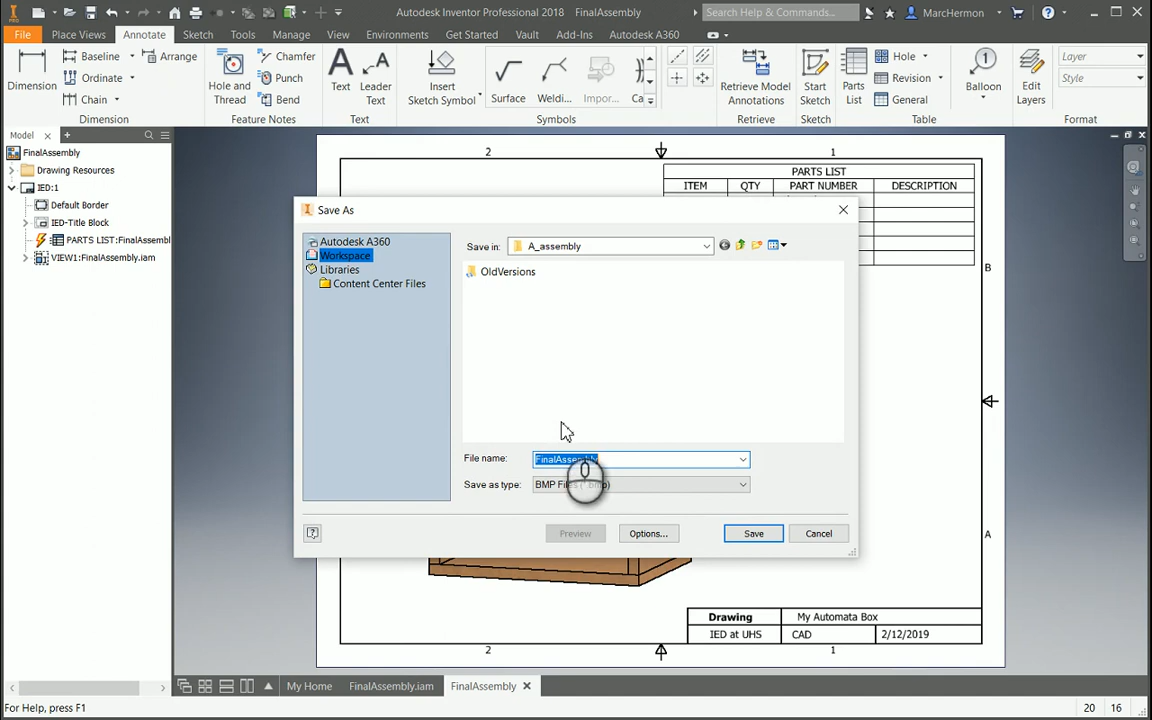 Autodesk Inventor Professional 2018 FinalAssembly
Search Help & Commands...
MarcHermon
File Place Views Annotate Sketch Tools Manage View Environments Get Started Vault Add-Ins Autodesk A360
Dimension
Baseline
Ordinate
Chain
Arrange
Dimension
Hole and Thread
Chamfer
Punch
Bend
Feature Notes
Text
Leader Text
Text
Insert Sketch Symbol
Surface
Weldi...
Impor...
Ca
Symbols
Retrieve Model Annotations
Retrieve
Start Sketch
Sketch
Parts List
Hole
Revision
General
Table
Balloon
Edit Layers
Layer
Style
Format
Model
FinalAssembly
Drawing Resources
IED:1
Default Border
IED-Title Block
PARTS LIST:FinalAssembl
VIEW1:FinalAssembly.iam
2 1
PARTS LIST
ITEM QTY PART NUMBER DESCRIPTION
B
A
Save As
Autodesk A360
Workspace
Libraries
Content Center Files
Save in: A_assembly
OldVersions
File name: FinalAssembly
Save as type: BMP Files (*.bmp)
Preview Options... Save Cancel
Drawing My Automata Box
IED at UHS CAD 2/12/2019
2 1
My Home FinalAssembly.iam FinalAssembly
For Help, press F1
20 16